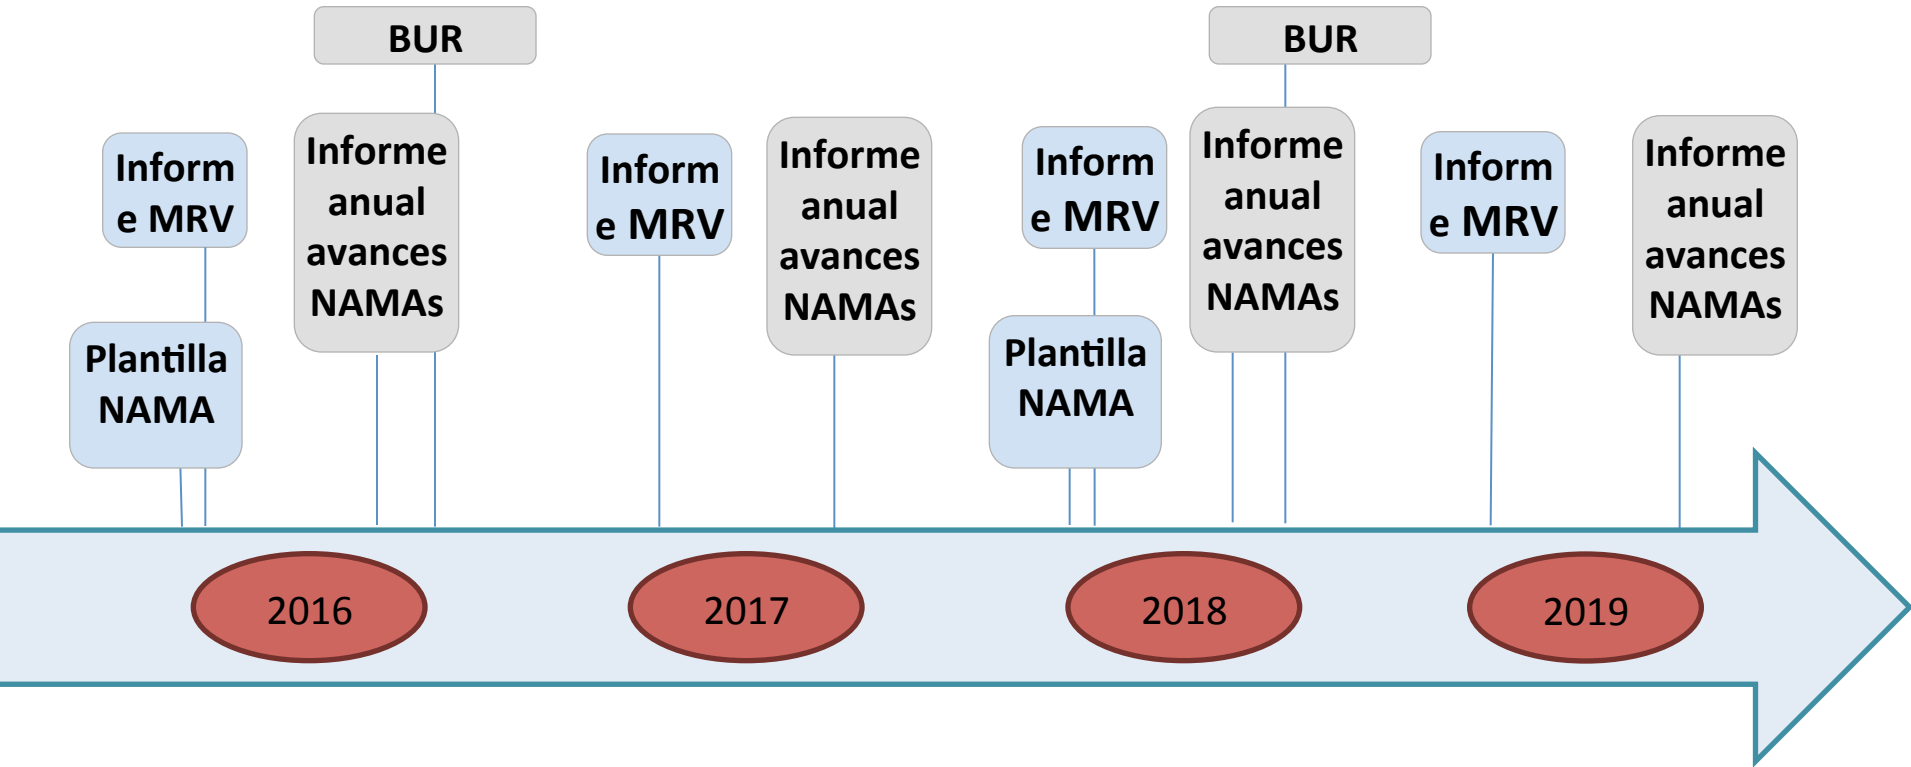 BUR
BUR
Inform
e MRV
Informe
anual
avances
NAMAs
Inform
e MRV
Informe
anual
avances
NAMAs
Inform
e MRV
Informe
anual
avances
NAMAs
Inform
e MRV
Informe
anual
avances
NAMAs
Plantilla
NAMA
Plantilla
NAMA
2016
2017
2018
2019